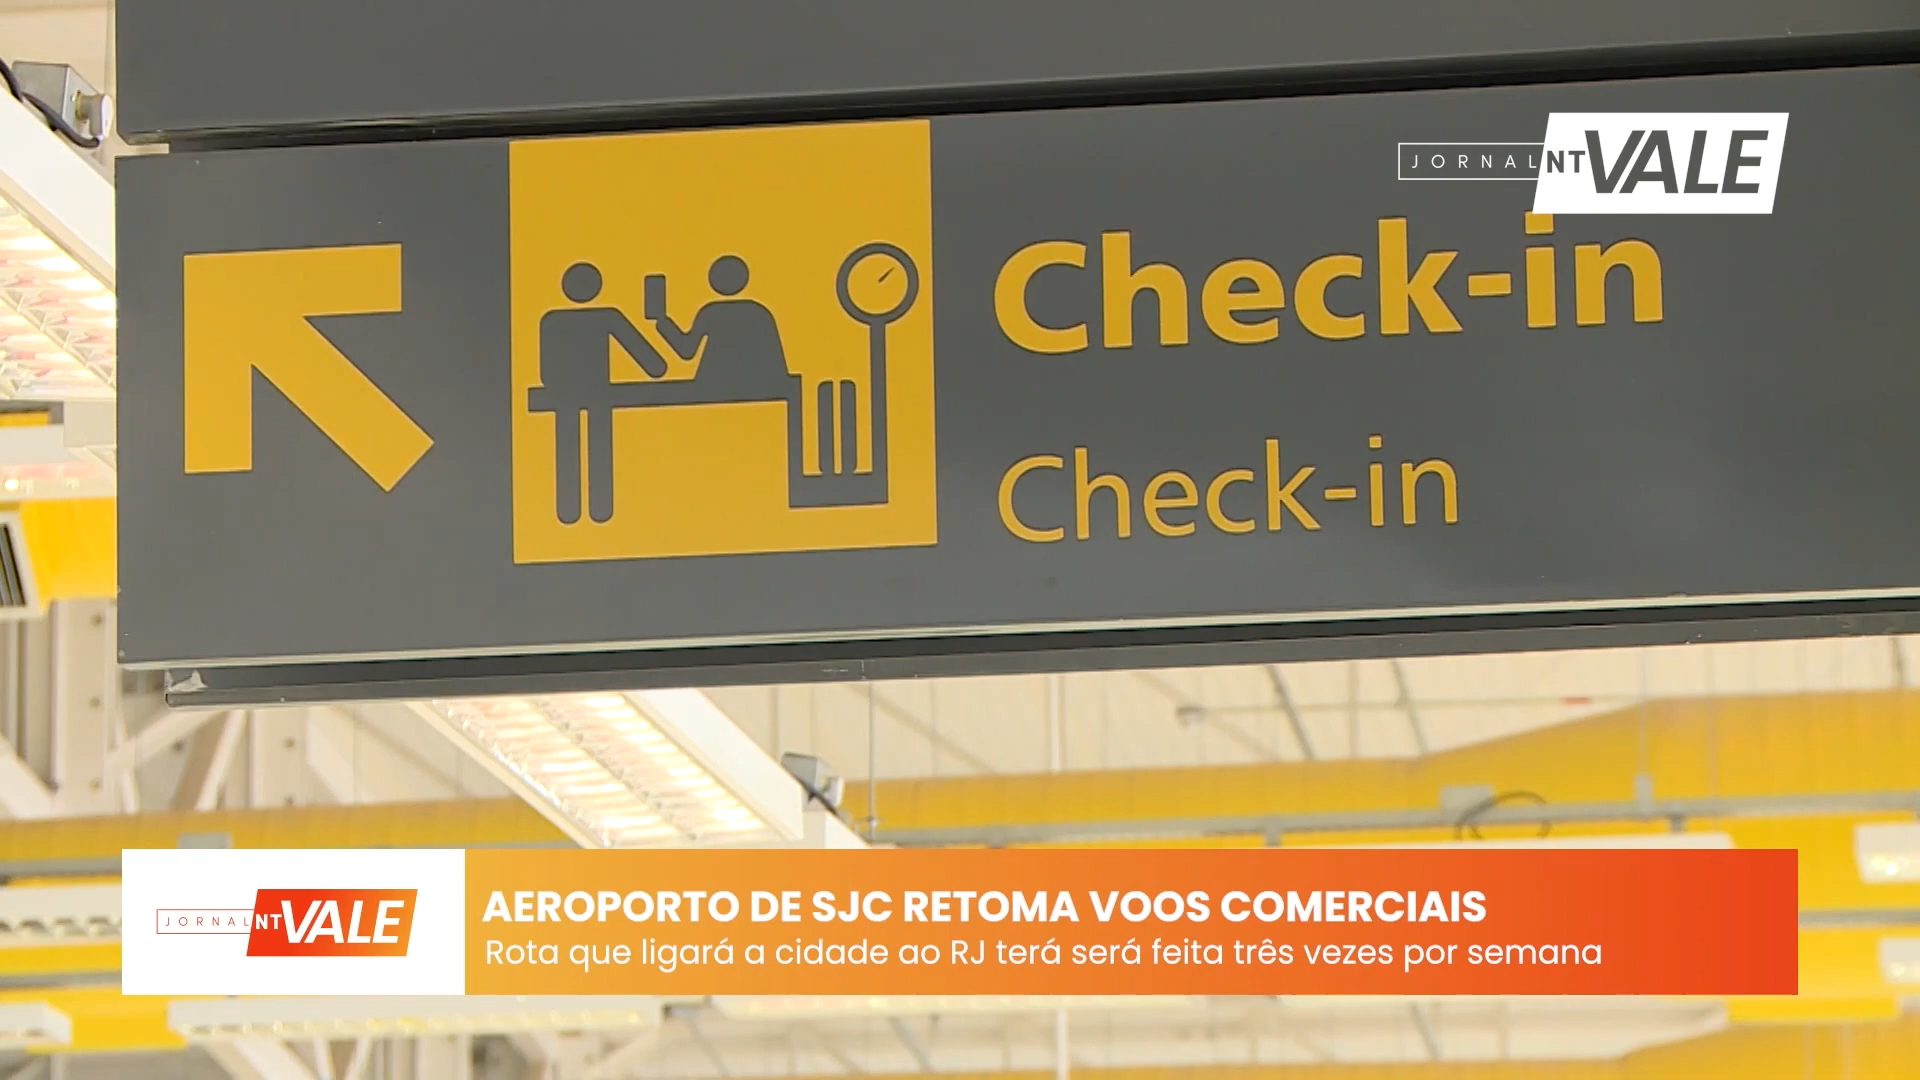 JORNAL NT VALE
Check-in
Check-in
JORNAL NT VALE
AEROPORTO DE SJC RETOMA VOOS COMERCIAIS
Rota que ligará a cidade ao RJ terá será feita três vezes por semana